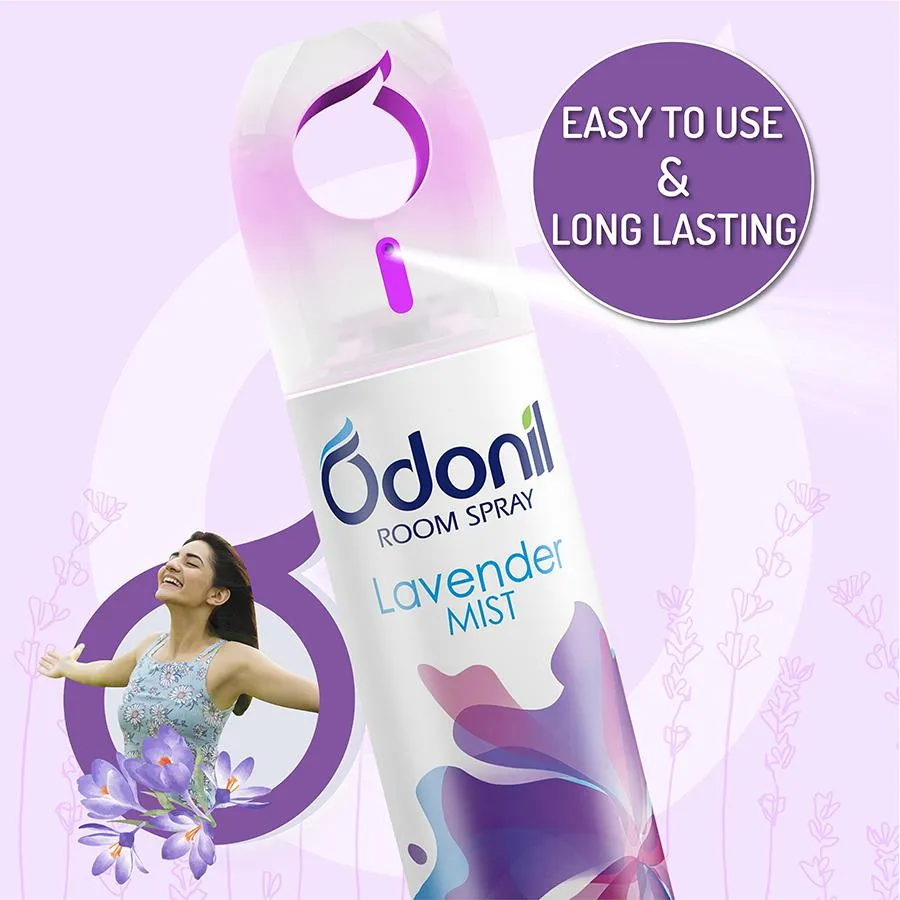 EASY TO USE
&
LONG LASTING
Odonil
ROOM SPRAY
Lavender
MIST